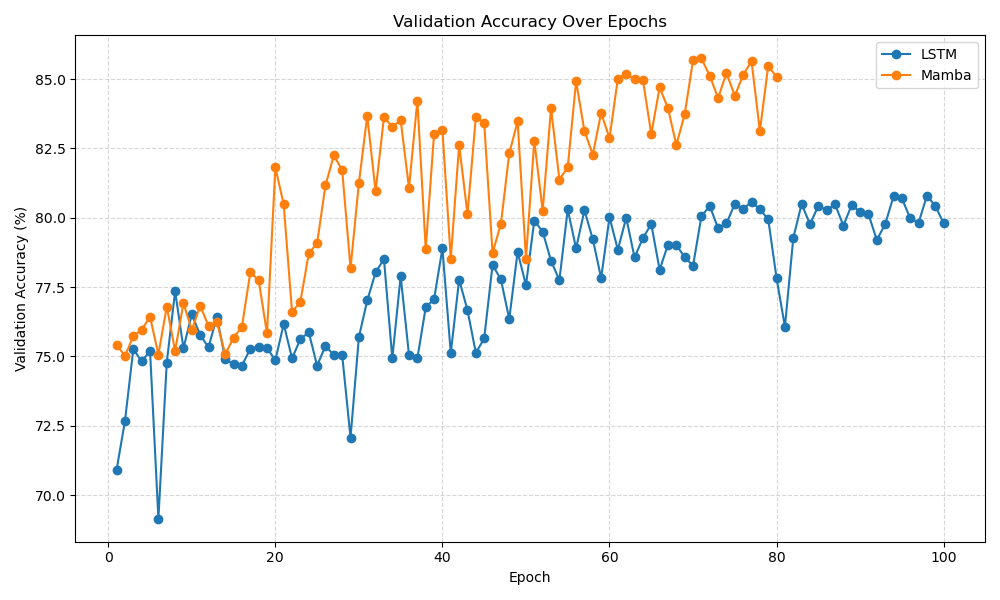 Validation Accuracy Over Epochs
LSTM
Mamba
Validation Accuracy (%)
85.0
82.5
80.0
77.5
75.0
72.5
70.0
0 20 40 60 80 100
Epoch